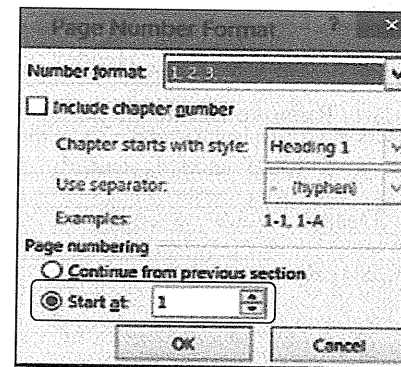 Page Number Format ? ×
Number format: 1, 2, 3, ...
Include chapter number
Chapter starts with style: Heading 1
Use separator: - (hyphen)
Examples: 1-1, 1-A
Page numbering
Continue from previous section
Start at: 1
OK Cancel